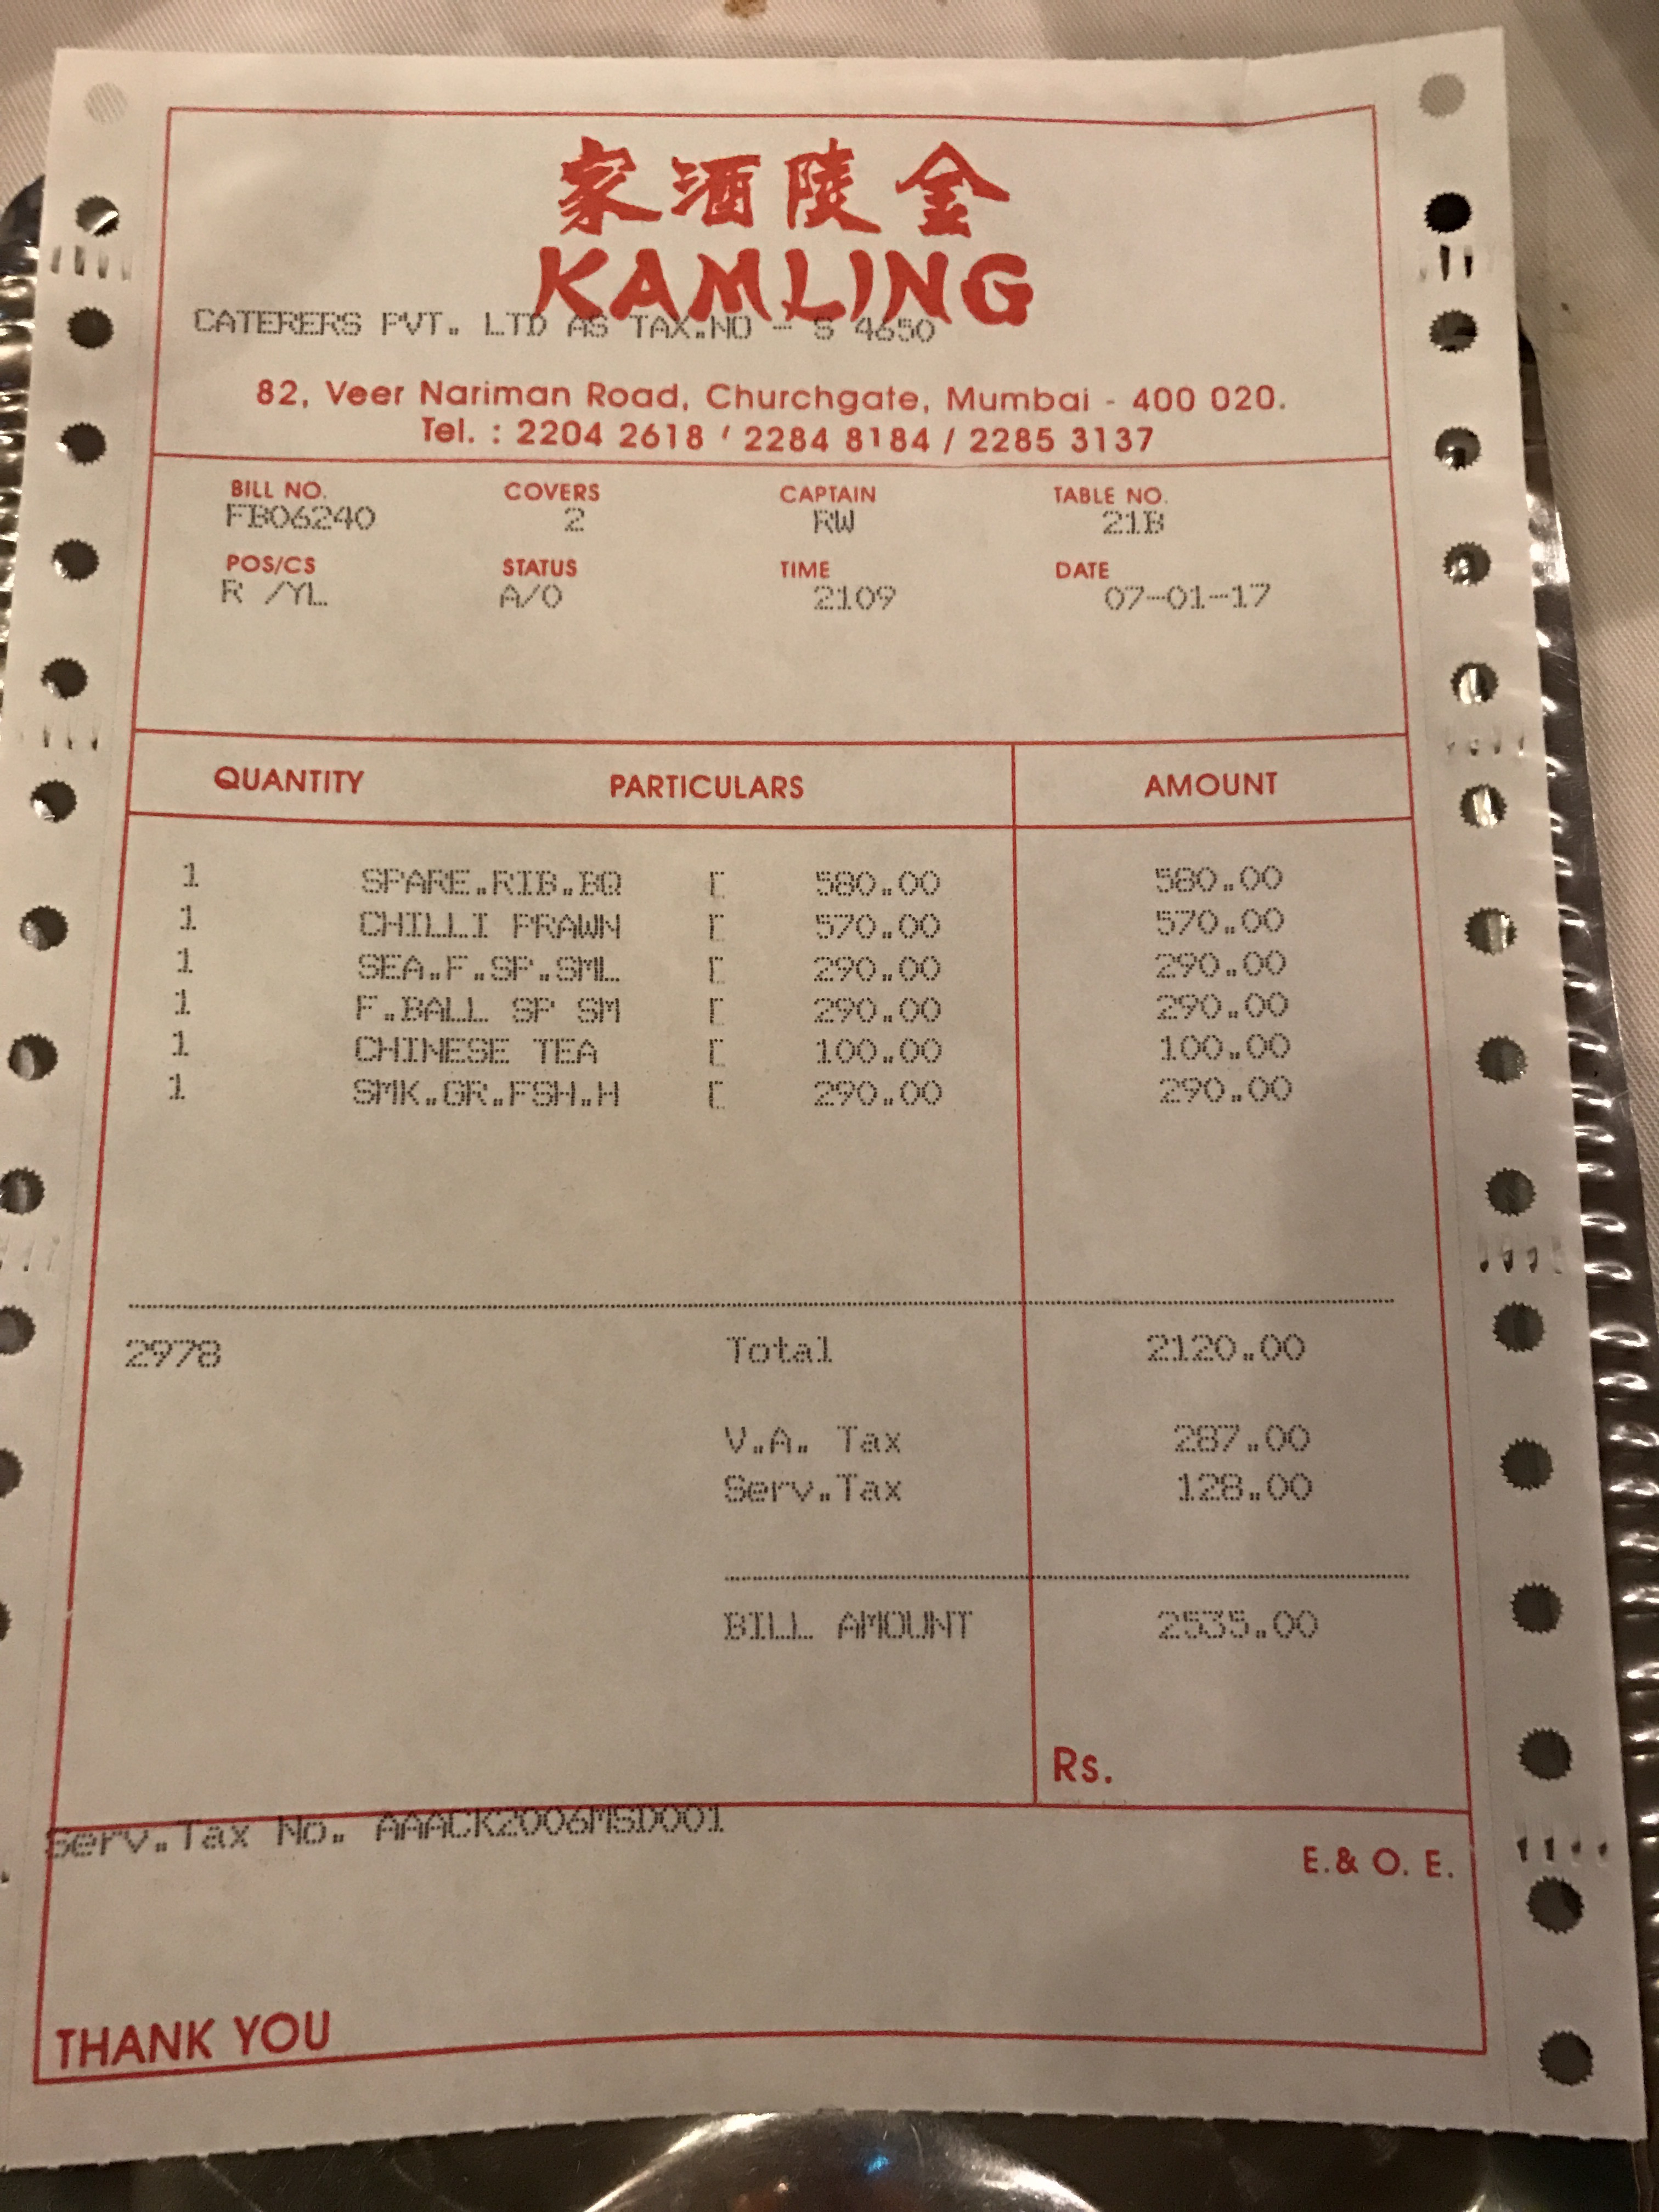 金陵酒家
KAMLING
CATERERS PVT. LTD AS TAX.NO - S 4650
82, Veer Nariman Road, Churchgate, Mumbai - 400 020.
Tel. : 2204 2618 / 2284 8184 / 2285 3137
BILL NO. COVERS CAPTAIN TABLE NO.
FB06240 2 RW 21B
POS/CS STATUS TIME DATE
R /YL A/O 2109 07-01-17
QUANTITY PARTICULARS AMOUNT
1 SPARE.RIB.BQ [ 580.00 580.00
1 CHILLI PRAWN [ 570.00 570.00
1 SEA.F.SP.SML [ 290.00 290.00
1 F.BALL SP SM [ 290.00 290.00
1 CHINESE TEA [ 100.00 100.00
1 SMK.GR.FSH.H [ 290.00 290.00
2978 Total 2120.00
V.A. Tax 287.00
Serv.Tax 128.00
BILL AMOUNT 2535.00
Rs.
Serv.Tax No. AAACK2006MSD001
E. & O. E.
THANK YOU